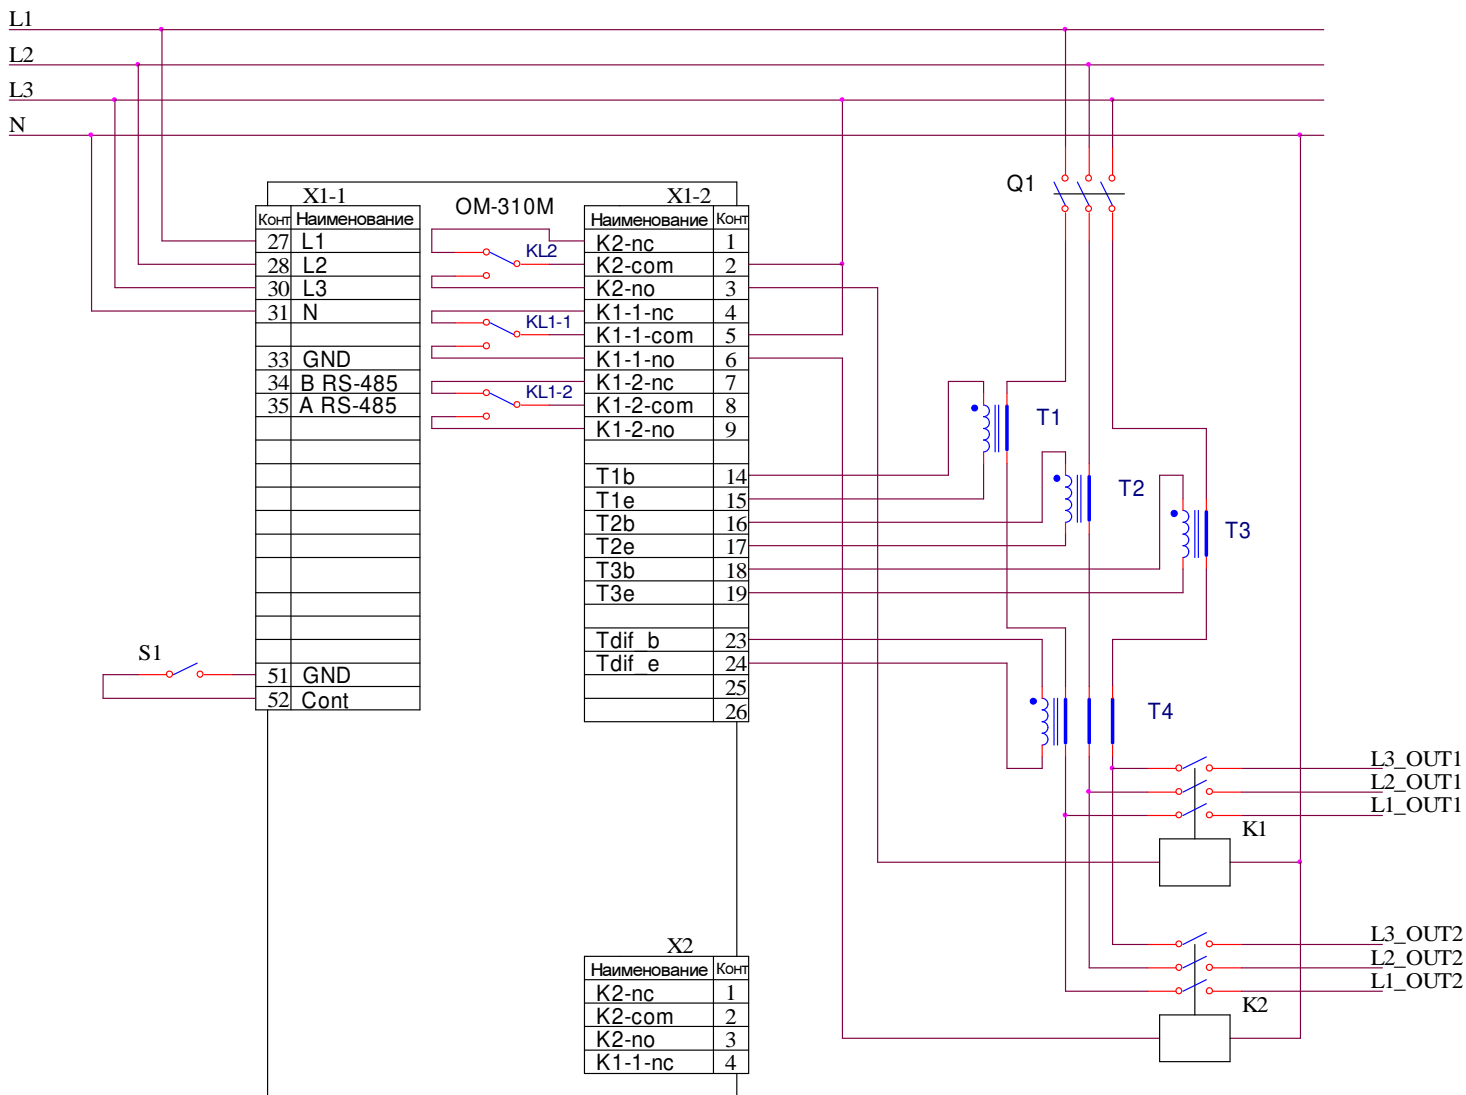 L1
L2
L3
N
Q1
X1-1
OM-310M
X1-2
Конт Наименование
27 L1
28 L2
30 L3
31 N
33 GND
34 B RS-485
35 A RS-485
51 GND
52 Cont
S1
KL2
KL1-1
KL1-2
Наименование Конт
K2-nc 1
K2-com 2
K2-no 3
K1-1-nc 4
K1-1-com 5
K1-1-no 6
K1-2-nc 7
K1-2-com 8
K1-2-no 9
T1b 14
T1e 15
T2b 16
T2e 17
T3b 18
T3e 19
Tdif_b 23
Tdif_e 24
25
26
T1
T2
T3
T4
L3_OUT1
L2_OUT1
L1_OUT1
K1
L3_OUT2
L2_OUT2
L1_OUT2
K2
X2
Наименование Конт
K2-nc 1
K2-com 2
K2-no 3
K1-1-nc 4